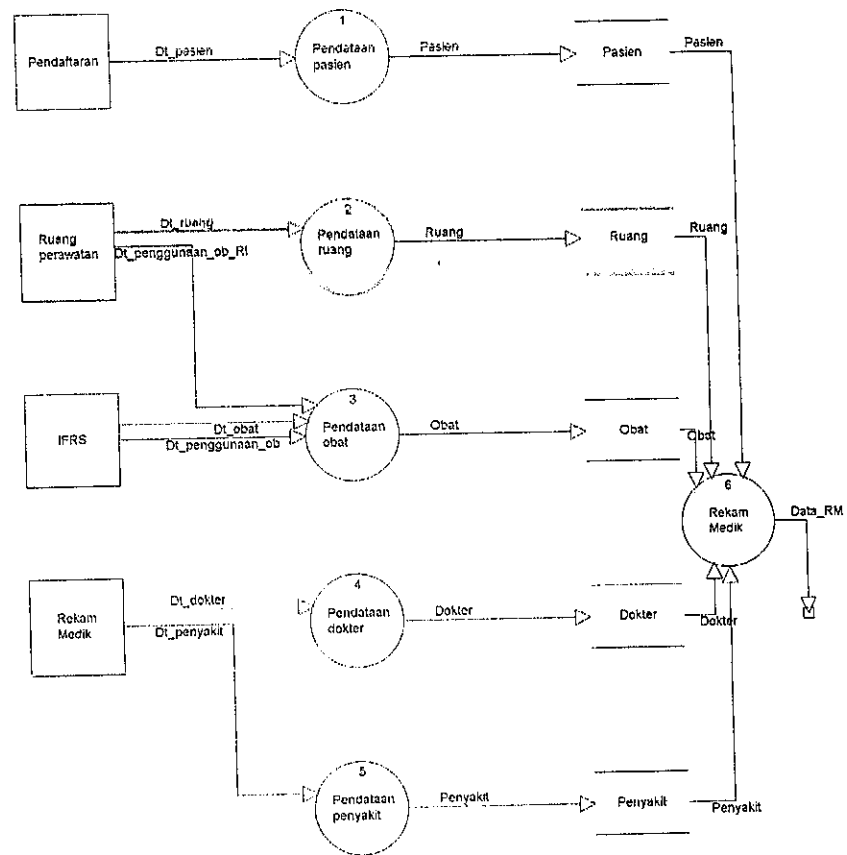 Pendaftaran
Dt_pasien
1
Pendataan
pasien
Pasien
Pasien
Pasien
Ruang
perawatan
Dt_ruang
Dt_penggunaan_ob_RI
2
Pendataan
ruang
Ruang
Ruang
Ruang
IFRS
Dt_obat
Dt_penggunaan_ob
3
Pendataan
obat
Obat
Obat
Obat
6
Rekam
Medik
Data_RM
Rekam
Medik
Dt_dokter
Dt_penyakit
4
Pendataan
dokter
Dokter
Dokter
Dokter
5
Pendataan
penyakit
Penyakit
Penyakit
Penyakit